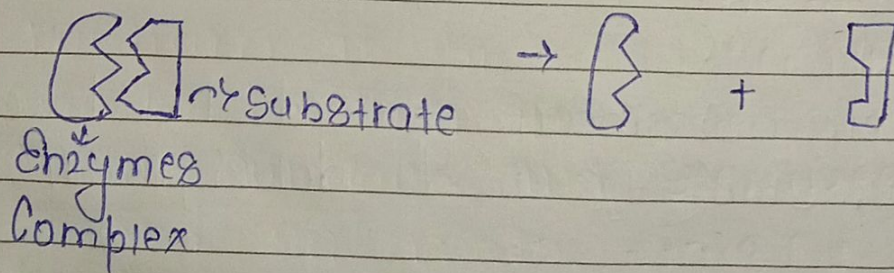 → substrate → +
Enzymes
Complex